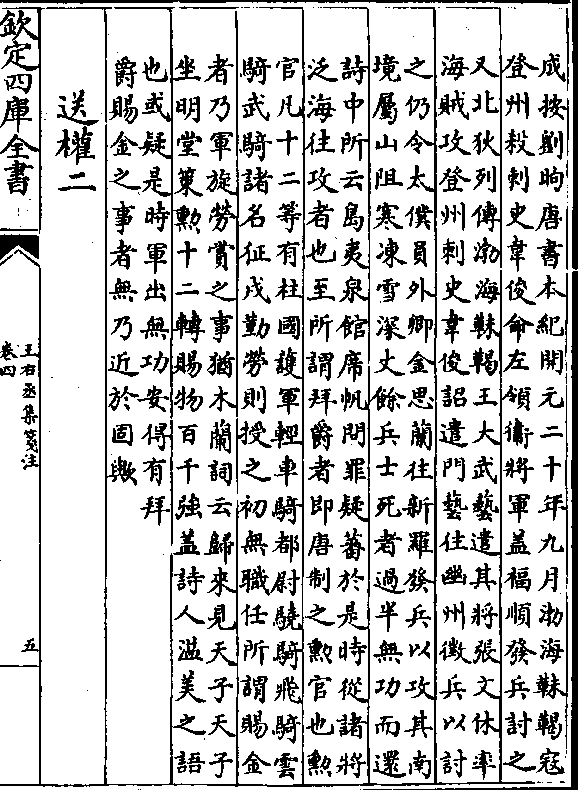 成按劉昫唐書本紀開元二十年九月渤海靺鞨寇
登州殺刺史韋俊命左領衛將軍蓋福順發兵討之
又北狄列傳渤海靺鞨王大武藝遣其將張文休率
海賊攻登州刺史韋俊詔遣門藝往幽州徵兵以討
之仍令太僕員外卿金思蘭往新羅發兵以攻其南
境屬山阻寒凍雪深丈餘兵士死者過半無功而還
詩中所云島夷泉館席帆問罪疑蕃於是時從諸將
泛海往攻者也至所謂拜爵者即唐制之勲官也勲
官凡十二等有柱國護軍輕車騎都尉驍騎飛騎雲
騎武騎諸名征戍勤勞則授之初無職任所謂賜金
者乃軍旋勞賞之事猶木蘭詞云歸來見天子天子
坐明堂策勲十二轉賜物百千強蓋詩人溢美之語
也或疑是時軍出無功安得有拜
爵賜金之事者無乃近於固歟
送權二
欽定四庫全書
王右丞集箋注
卷四
五